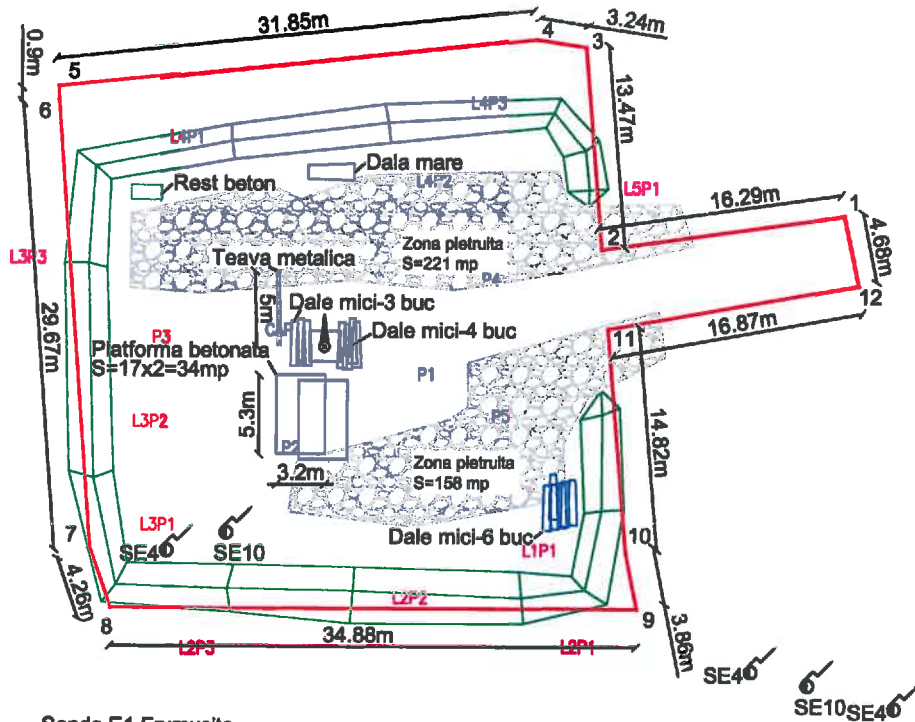 31.85m
4
3.24m
3
0.9m
5
6
13.47m
L4P3
L4P1
Dala mare
L4P2
Rest beton
L5P1
16.29m
1
2
4.68m
Zona pietruita
S=221 mp
L3P3
Teava metalica
P4
12
5m
Dale mici-3 buc
Dale mici-4 buc
11
16.87m
29.67m
P3
Platforma betonata
S=17x2=34mp
P1
5.3m
L3P2
P5
14.82m
P2
Zona pietruita
S=158 mp
3.2m
7
L3P1
SE4
SE10
Dale mici-6 buc
L1P1
10
4.26m
8
L2P2
9
34.88m
L2P3
L2P1
3.86m
SE4
SE10
SE4